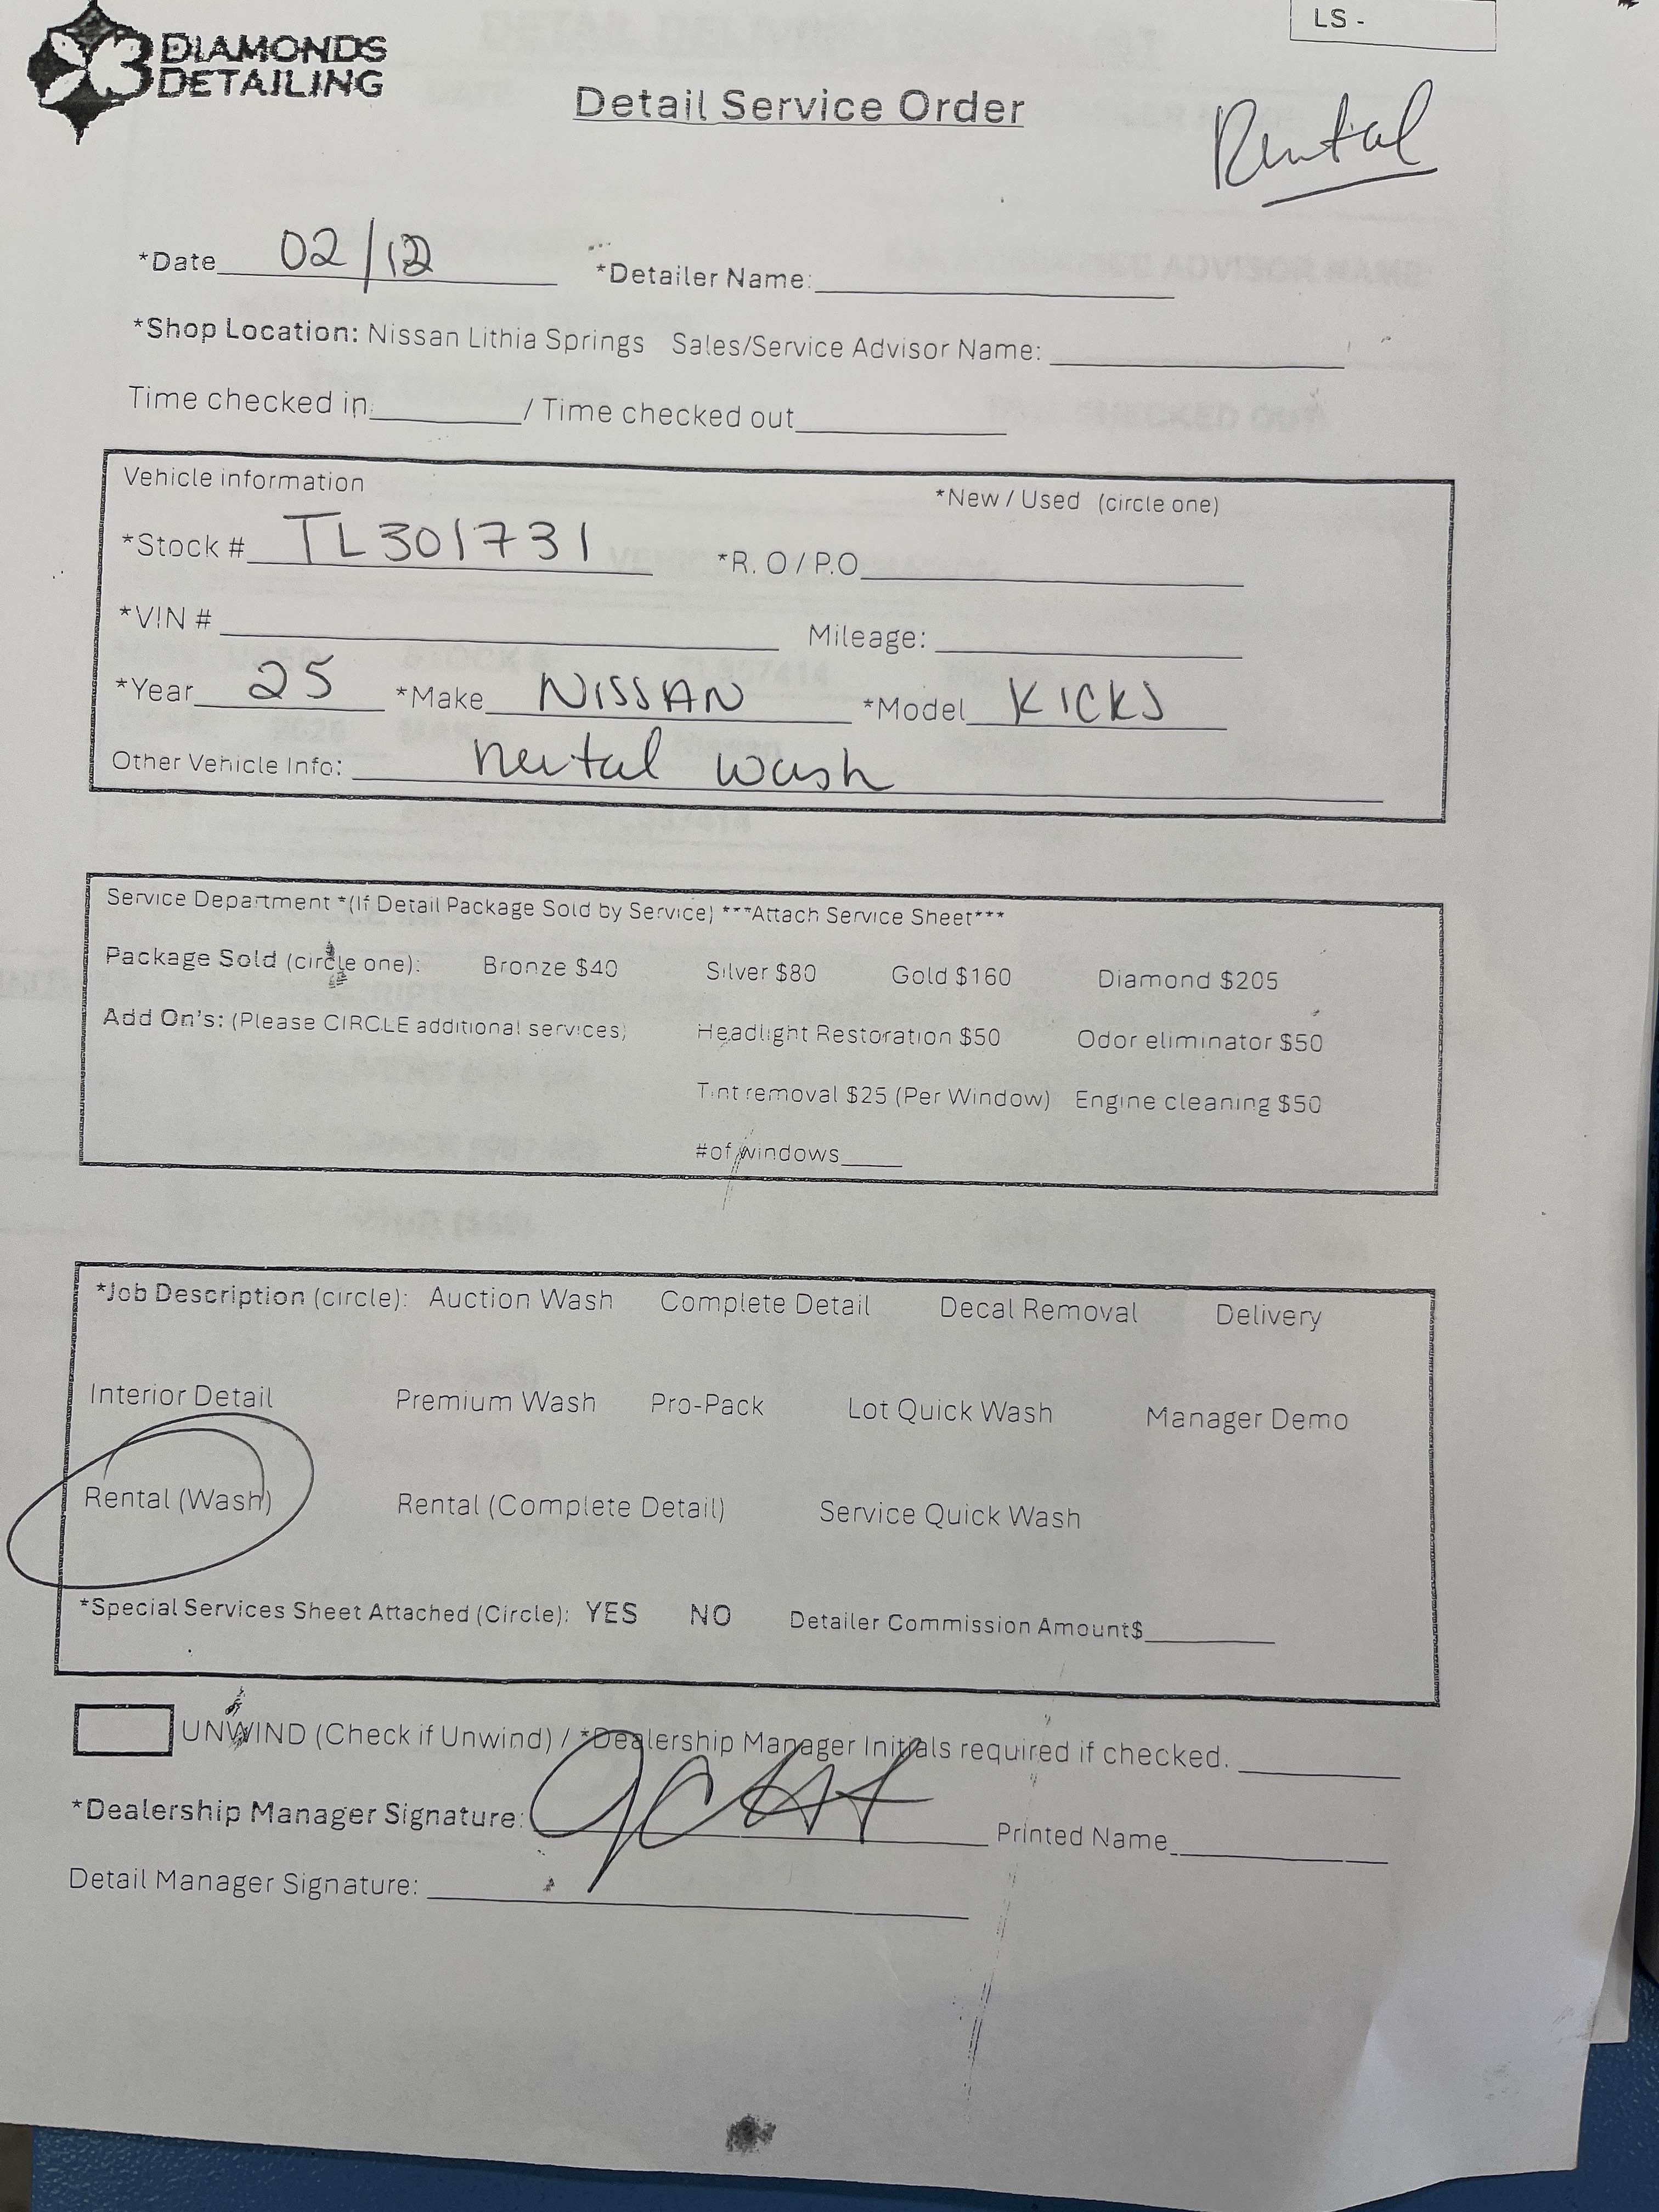 LS -
3 DIAMONDS
DETAILING
Detail Service Order
Rental
*Date 02/12 *Detailer Name:
*Shop Location: Nissan Lithia Springs Sales/Service Advisor Name:
Time checked in: / Time checked out
Vehicle information *New / Used (circle one)
*Stock # TL301731 *R.O / P.O
*VIN # Mileage:
*Year 25 *Make NISSAN *Model KICKS
Other Vehicle Info: rental wash
Service Department *(If Detail Package Sold by Service) ***Attach Service Sheet***
Package Sold (circle one): Bronze $40 Silver $80 Gold $160 Diamond $205
Add On's: (Please CIRCLE additional services) Headlight Restoration $50 Odor eliminator $50
Tint removal $25 (Per Window) Engine cleaning $50
#of windows
*Job Description (circle): Auction Wash Complete Detail Decal Removal Delivery
Interior Detail Premium Wash Pro-Pack Lot Quick Wash Manager Demo
Rental (Wash) Rental (Complete Detail) Service Quick Wash
*Special Services Sheet Attached (Circle): YES NO Detailer Commission Amount$
UNWIND (Check if Unwind) / *Dealership Manager Initials required if checked.
*Dealership Manager Signature: Printed Name
Detail Manager Signature: